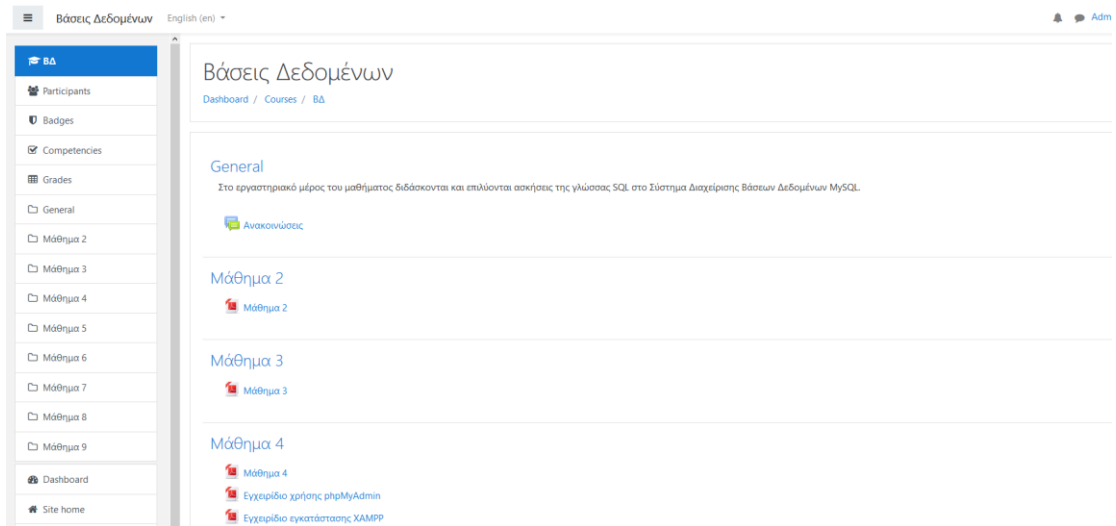 Βάσεις Δεδομένων English (en)
Adm
ΒΔ
Participants
Badges
Competencies
Grades
General
Μάθημα 2
Μάθημα 3
Μάθημα 4
Μάθημα 5
Μάθημα 6
Μάθημα 7
Μάθημα 8
Μάθημα 9
Dashboard
Site home
Βάσεις Δεδομένων
Dashboard / Courses / ΒΔ
General
Στο εργαστηριακό μέρος του μαθήματος διδάσκονται και επιλύονται ασκήσεις της γλώσσας SQL στο Σύστημα Διαχείρισης Βάσεων Δεδομένων MySQL.
Ανακοινώσεις
Μάθημα 2
Μάθημα 2
Μάθημα 3
Μάθημα 3
Μάθημα 4
Μάθημα 4
Εγχειρίδιο χρήσης phpMyAdmin
Εγχειρίδιο εγκατάστασης XAMPP